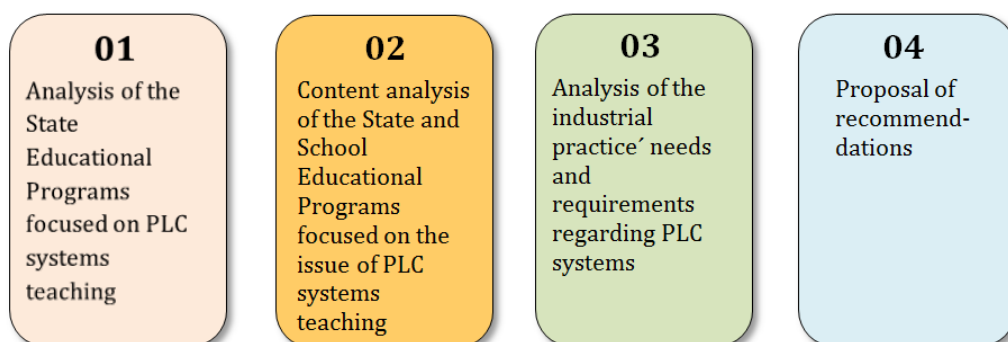 01
Analysis of the
State
Educational
Programs
focused on PLC
systems
teaching
02
Content analysis
of the State and
School
Educational
Programs
focused on the
issue of PLC
systems
teaching
03
Analysis of the
industrial
practice´ needs
and
requirements
regarding PLC
systems
04
Proposal of
recommend-
dations